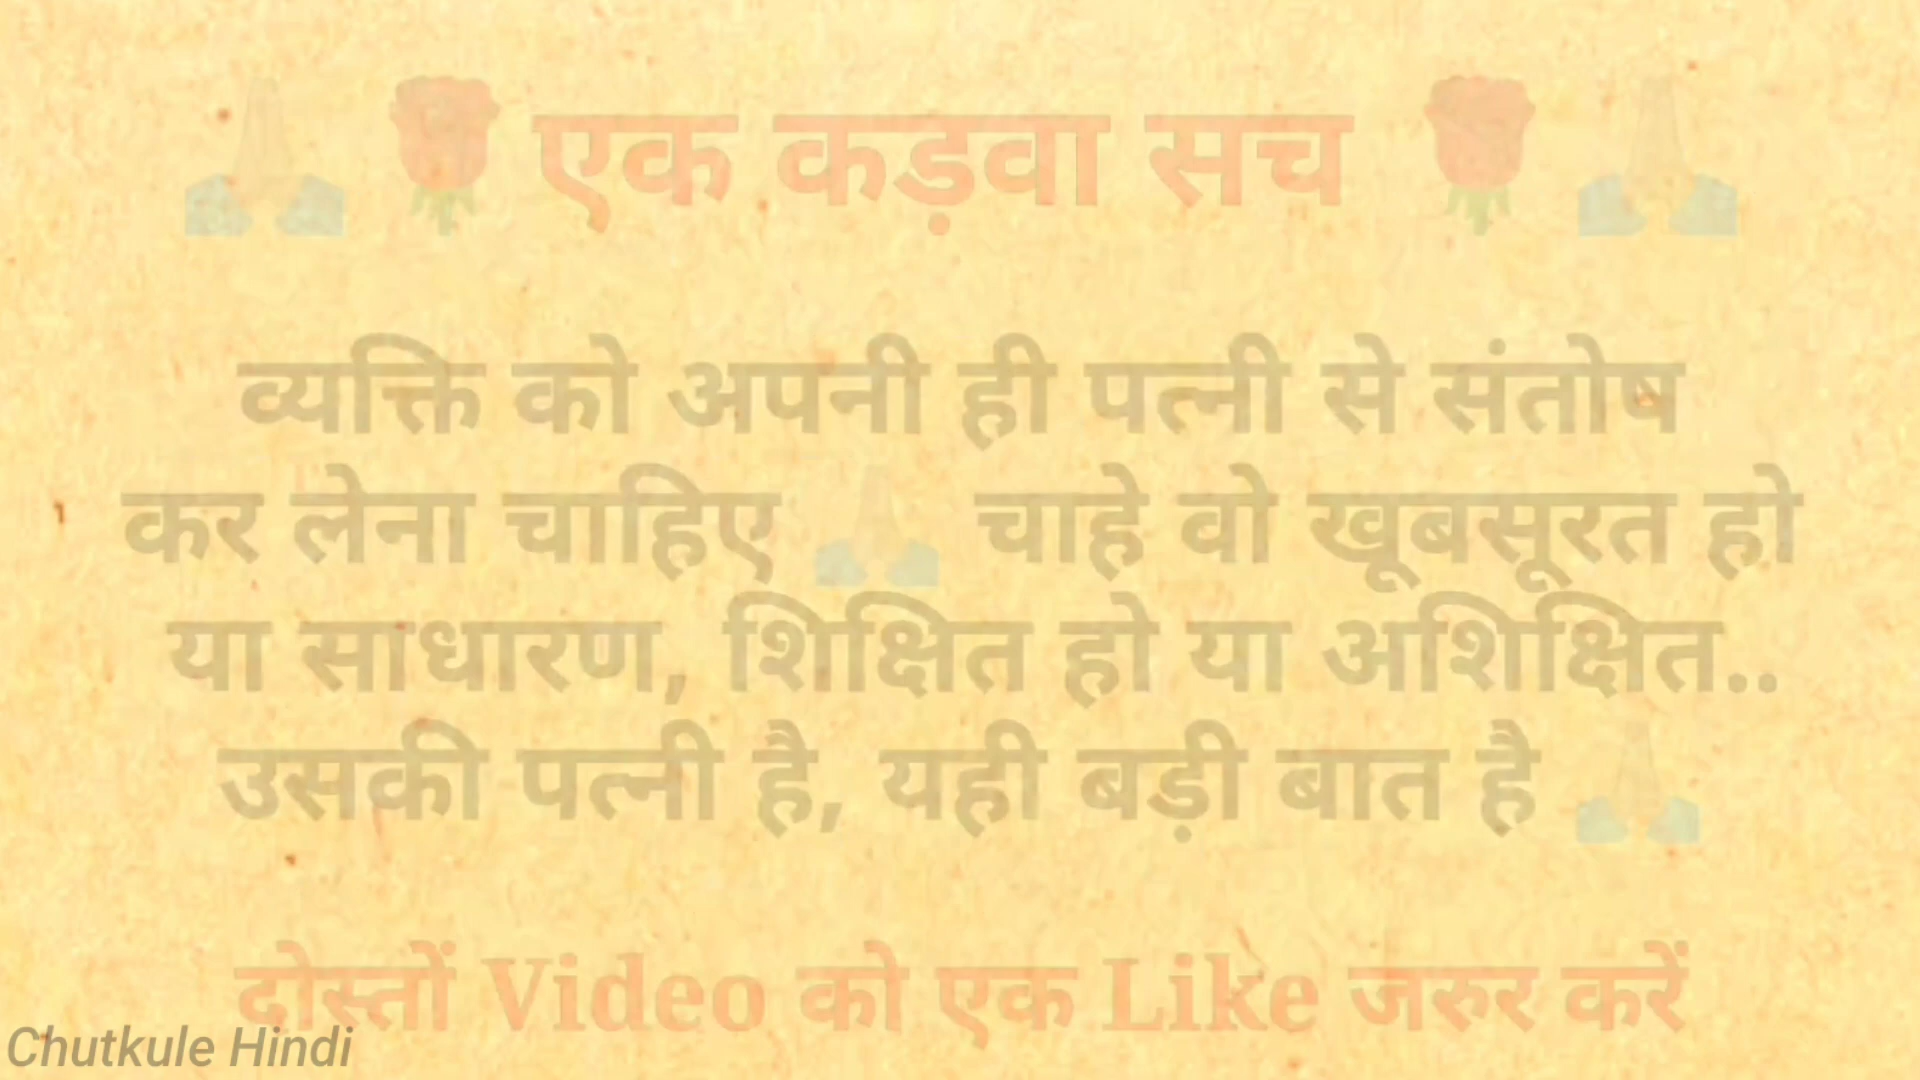 🙏🌹एक कड़वा सच 🌹🙏
व्यक्ति को अपनी ही पत्नी से संतोष
कर लेना चाहिए 🙏 चाहे वो खूबसूरत हो
या साधारण, शिक्षित हो या अशिक्षित..
उसकी पत्नी है, यही बड़ी बात है 🙏
दोस्तों Video को एक Like जरुर करें
Chutkule Hindi